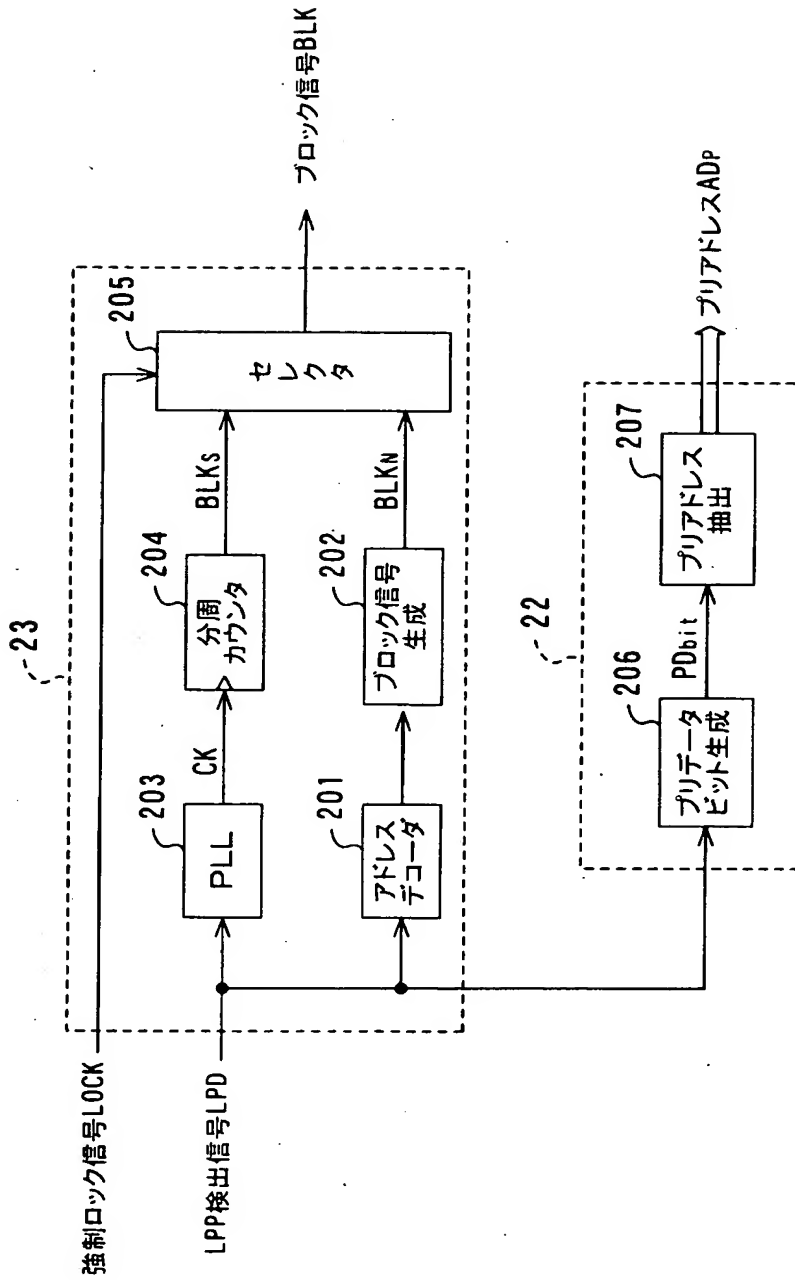 強制ロック信号LOCK
LPP検出信号LPD
23
203
PLL
CK
204
分周
カウンタ
BLKS
205
セレクタ
ブロック信号BLK
201
アドレス
デコーダ
202
ブロック信号
生成
BLKN
22
206
プリデータ
ビット生成
PDbit
207
プリアドレス
抽出
プリアドレスADP